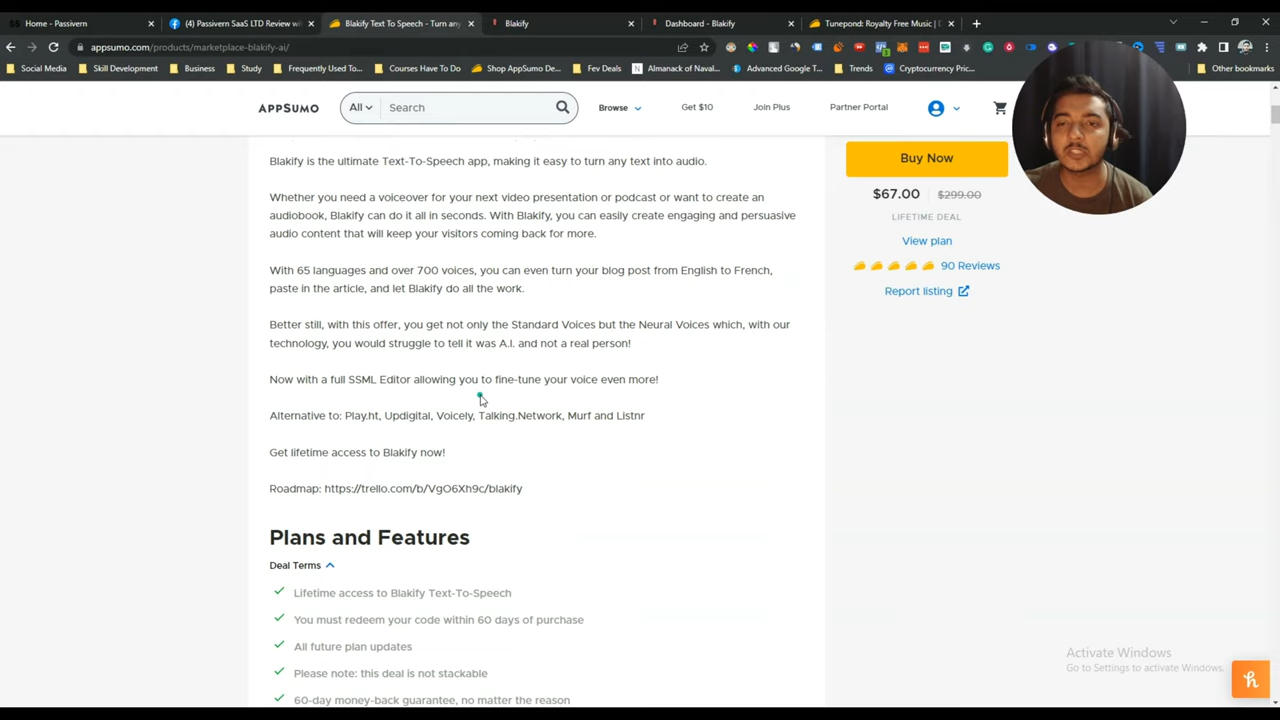 Home - Passivern
(4) Passivern SaaS LTD Review wi
Blakify Text To Speech - Turn any
Blakify
Dashboard - Blakify
Tunepond: Royalty Free Music | D
appsumo.com/products/marketplace-blakify-ai/
Social Media
Skill Development
Business
Study
Frequently Used To...
Courses Have To Do
Shop AppSumo De...
Fev Deals
Almanack of Naval...
Advanced Google T...
Trends
Cryptocurrency Pric...
Other bookmarks
APPSUMO
All
Search
Browse
Get $10
Join Plus
Partner Portal
Blakify is the ultimate Text-To-Speech app, making it easy to turn any text into audio.
Whether you need a voiceover for your next video presentation or podcast or want to create an
audiobook, Blakify can do it all in seconds. With Blakify, you can easily create engaging and persuasive
audio content that will keep your visitors coming back for more.
With 65 languages and over 700 voices, you can even turn your blog post from English to French,
paste in the article, and let Blakify do all the work.
Better still, with this offer, you get not only the Standard Voices but the Neural Voices which, with our
technology, you would struggle to tell it was A.I. and not a real person!
Now with a full SSML Editor allowing you to fine-tune your voice even more!
Alternative to: Play.ht, Updigital, Voicely, Talking.Network, Murf and Listnr
Get lifetime access to Blakify now!
Roadmap: https://trello.com/b/VgO6Xh9c/blakify
Plans and Features
Deal Terms
Lifetime access to Blakify Text-To-Speech
You must redeem your code within 60 days of purchase
All future plan updates
Please note: this deal is not stackable
60-day money-back guarantee, no matter the reason
Buy Now
$67.00 $299.00
LIFETIME DEAL
View plan
90 Reviews
Report listing
Activate Windows
Go to Settings to activate Windows.